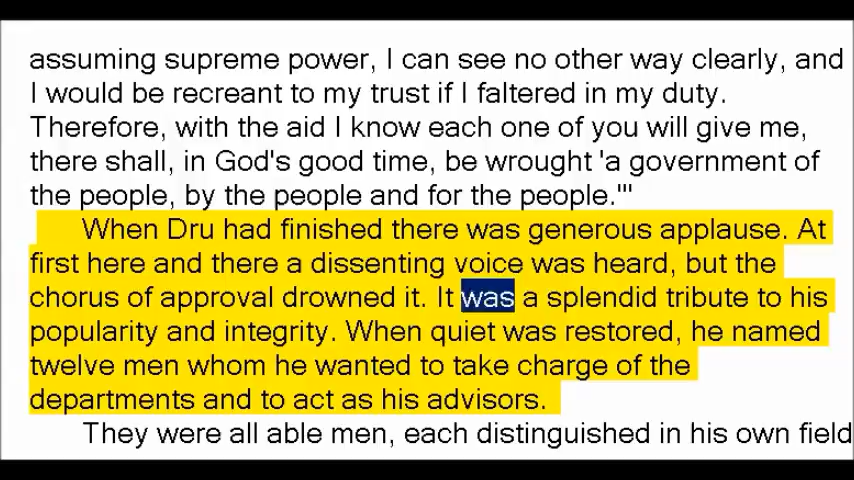 assuming supreme power, I can see no other way clearly, and
I would be recreant to my trust if I faltered in my duty.
Therefore, with the aid I know each one of you will give me,
there shall, in God's good time, be wrought 'a government of
the people, by the people and for the people.'"
When Dru had finished there was generous applause. At
first here and there a dissenting voice was heard, but the
chorus of approval drowned it. It was a splendid tribute to his
popularity and integrity. When quiet was restored, he named
twelve men whom he wanted to take charge of the
departments and to act as his advisors.
They were all able men, each distinguished in his own field